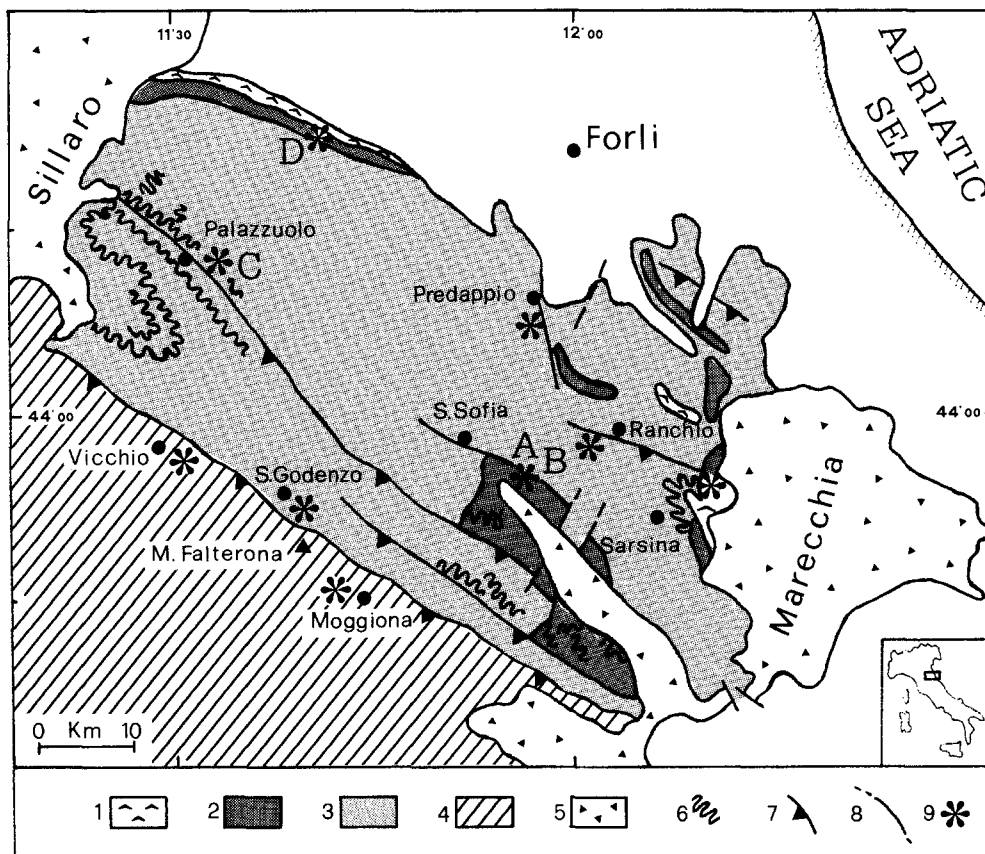 11°30
12°00
ADRIATIC
SEA
Sillaro
Forli
D
Palazzuolo
C
Predappio
44°00
44°00
S.Sofia
A
B
Ranchio
Vicchio
S.Godenzo
Sarsina
M. Falterona
Moggiona
Marecchia
0 Km 10
1 2 3 4 5 6 7 8 9